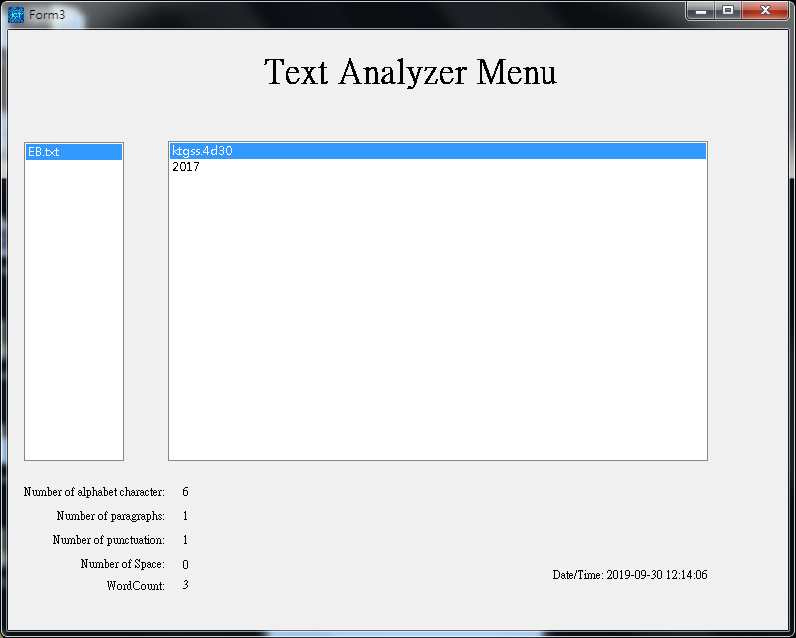 Form3
Text Analyzer Menu
EB.txt
ktgss.4d30
2017
Number of alphabet character: 6
Number of paragraphs: 1
Number of punctuation: 1
Number of Space: 0
WordCount: 3
Date/Time: 2019-09-30 12:14:06